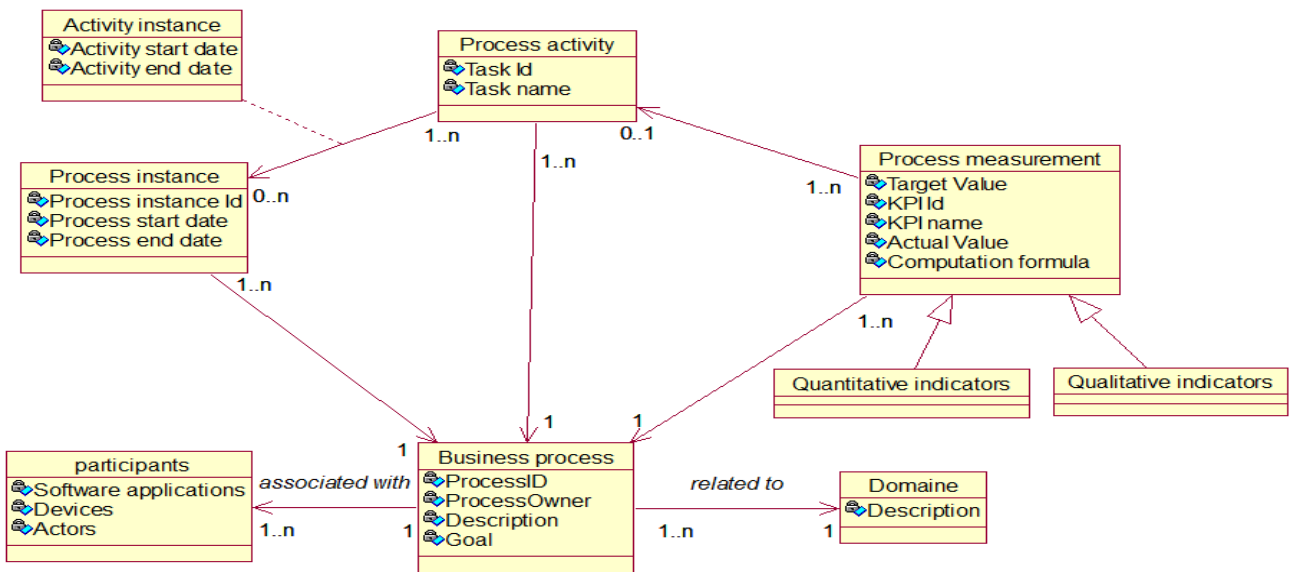 Activity instance
Activity start date
Activity end date
Process activity
Task Id
Task name
1..n
0..1
1..n
Process measurement
Target Value
KPI Id
KPI name
Actual Value
Computation formula
1..n
Process instance
Process instance Id
Process start date
Process end date
0..n
1..n
1..n
Quantitative indicators
Qualitative indicators
1
1
1
participants
Software applications
Devices
Actors
associated with
1..n
1
Business process
ProcessID
ProcessOwner
Description
Goal
related to
1..n
1
Domaine
Description